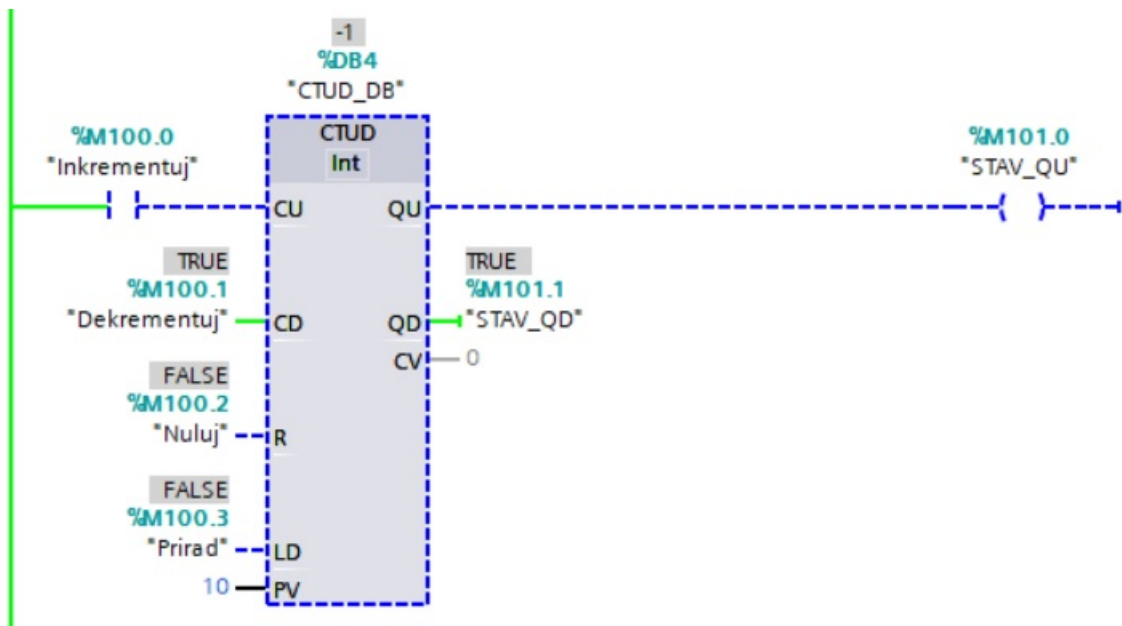 -1
%DB4
"CTUD_DB"
%M100.0
"Inkrementuj"
CTUD
Int
%M101.0
"STAV_QU"
CU QU
TRUE
%M100.1
"Dekrementuj"
CD QD
TRUE
%M101.1
"STAV_QD"
CV 0
FALSE
%M100.2
"Nuluj"
R
FALSE
%M100.3
"Prirad"
LD
10 PV